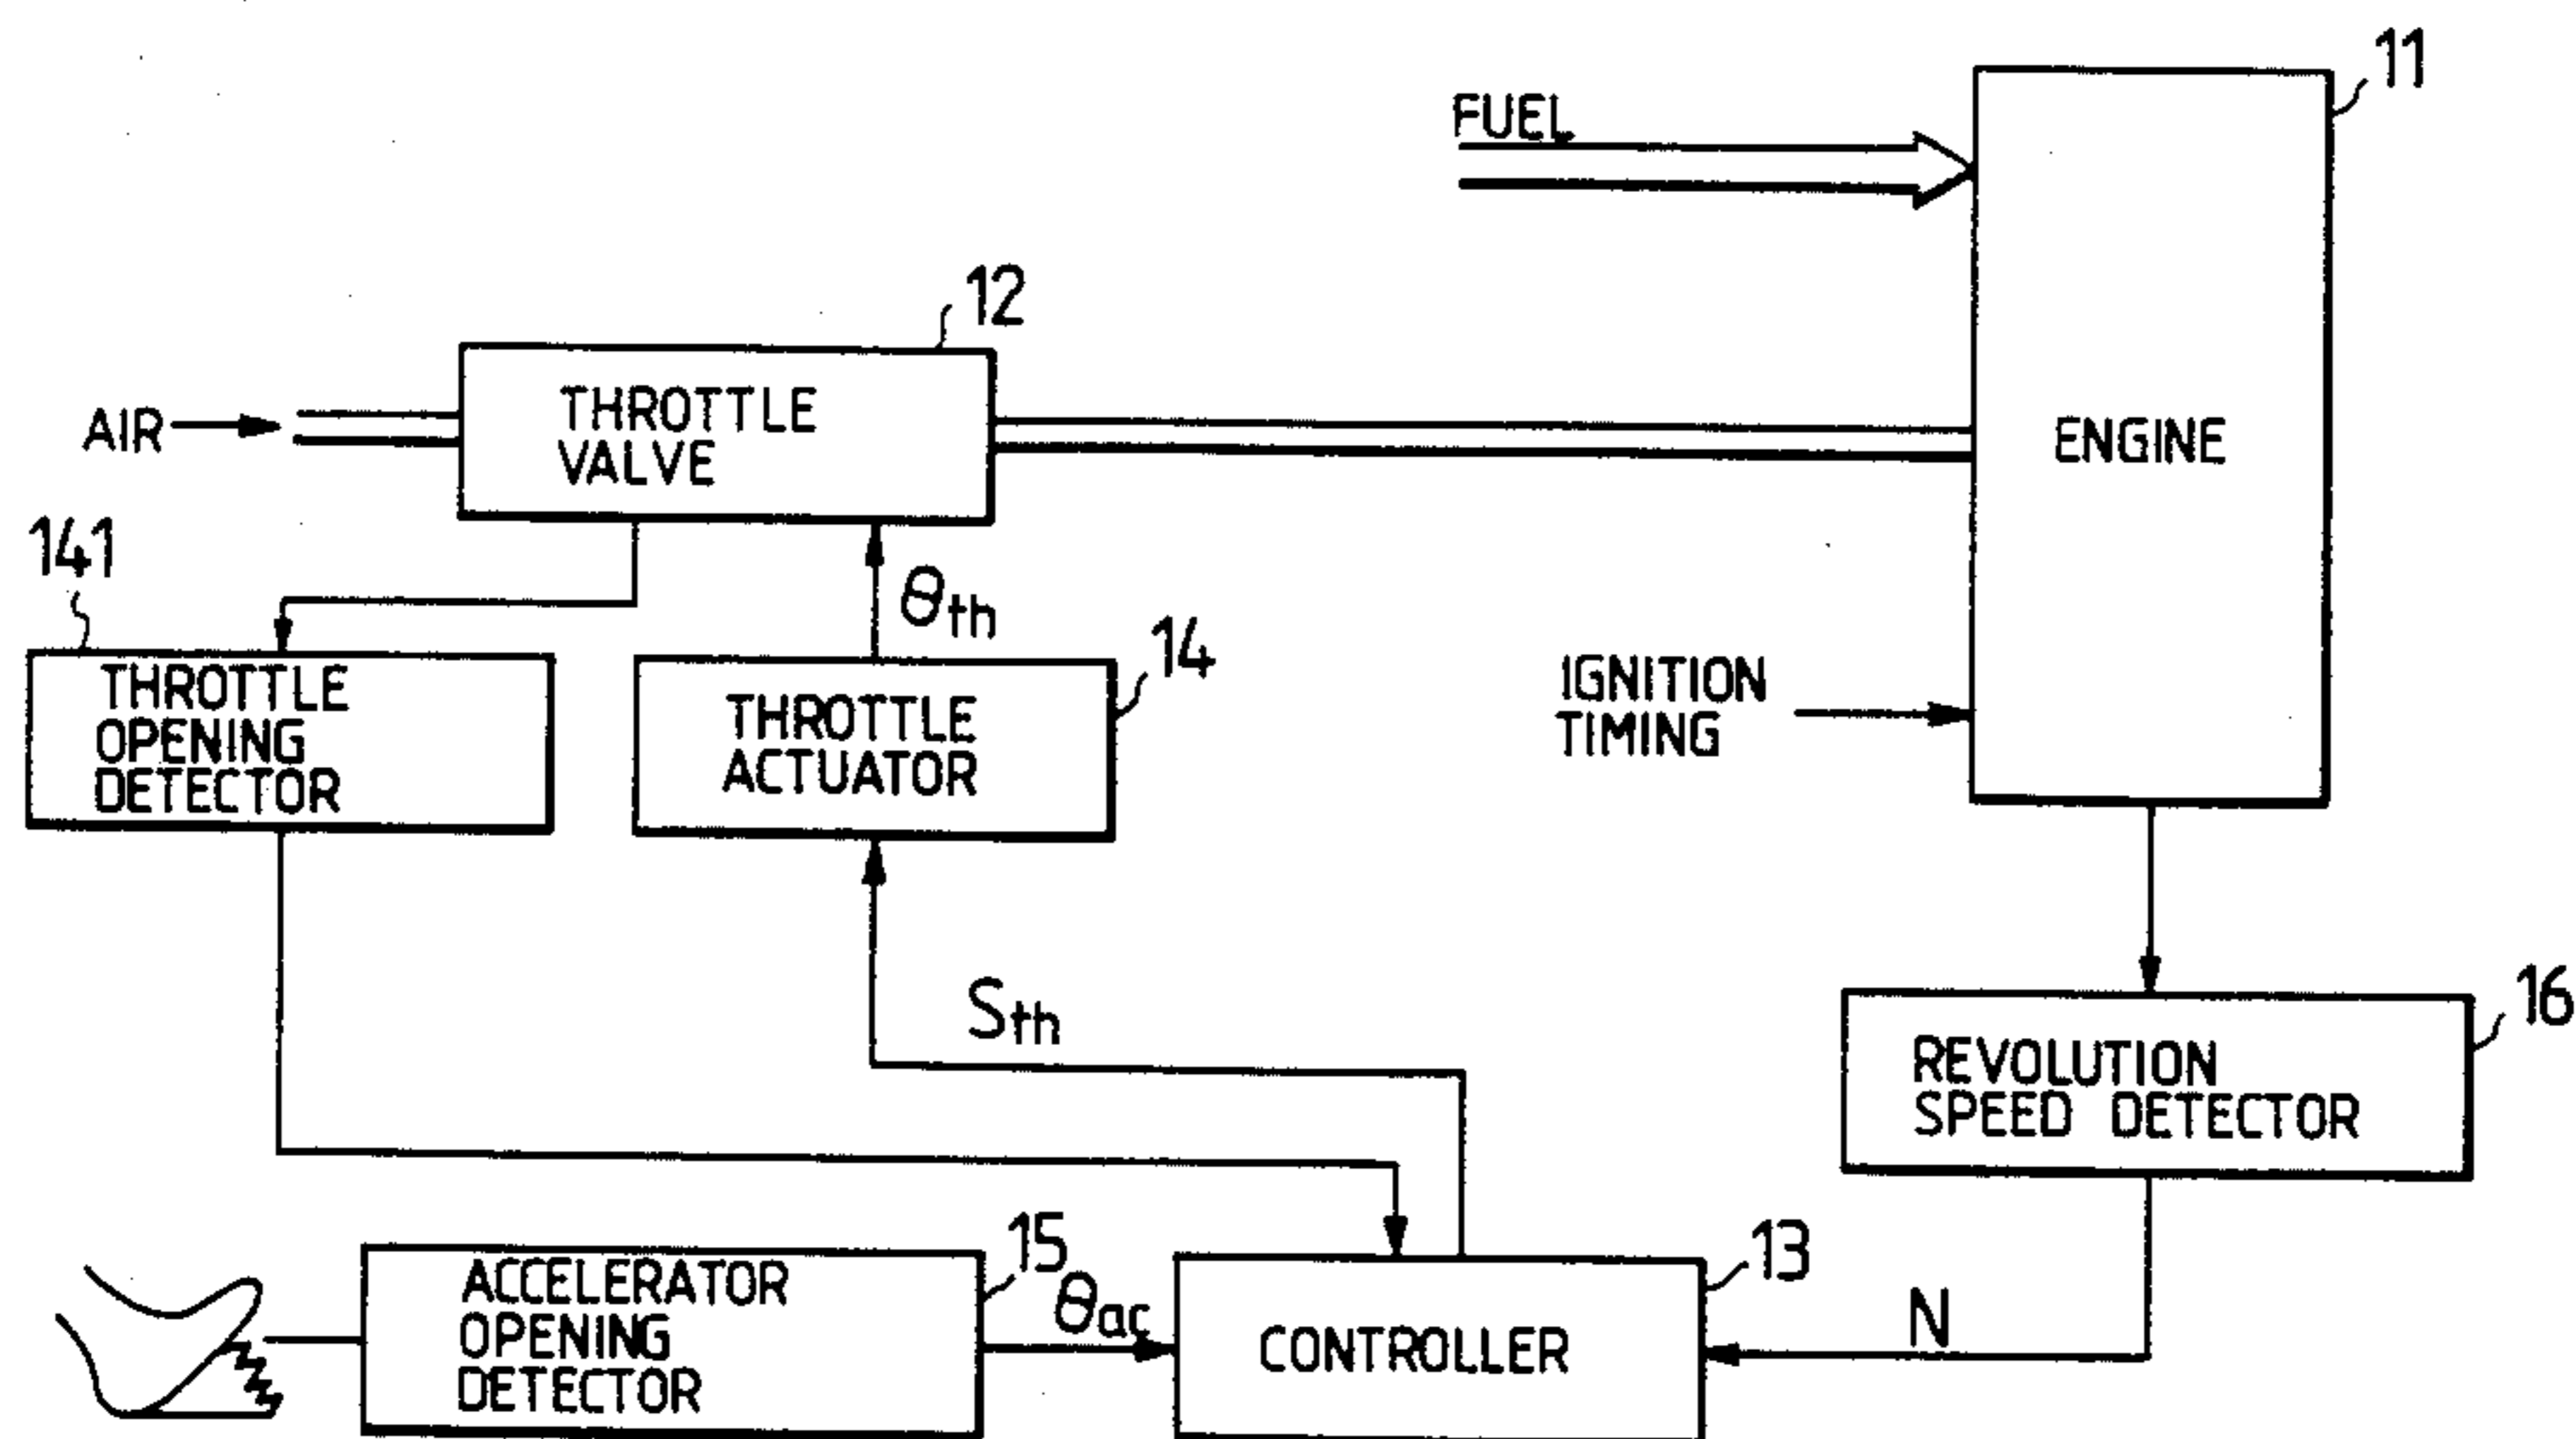 11
FUEL
12
AIR
THROTTLE
VALVE
ENGINE
141
θth
14
THROTTLE
OPENING
DETECTOR
THROTTLE
ACTUATOR
IGNITION
TIMING
Sth
16
REVOLUTION
SPEED DETECTOR
15
13
ACCELERATOR
OPENING
DETECTOR
θac
CONTROLLER
N